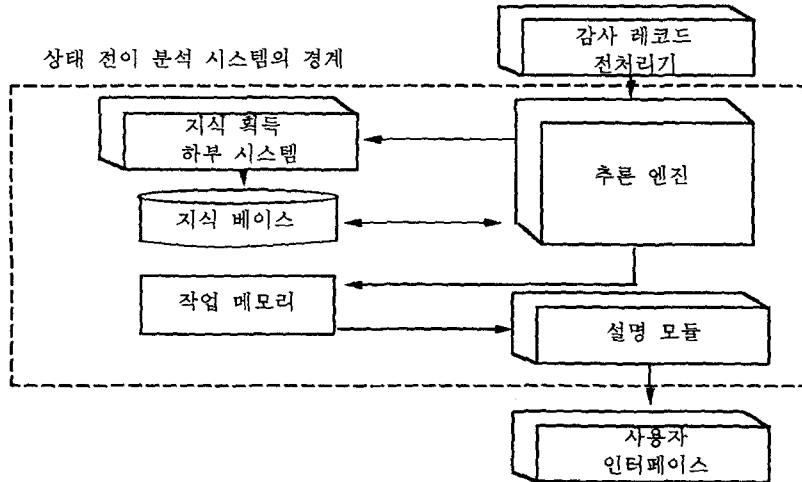 감사 레코드
전처리기
상태 전이 분석 시스템의 경계
지식 획득
하부 시스템
추론 엔진
지식 베이스
작업 메모리
설명 모듈
사용자
인터페이스